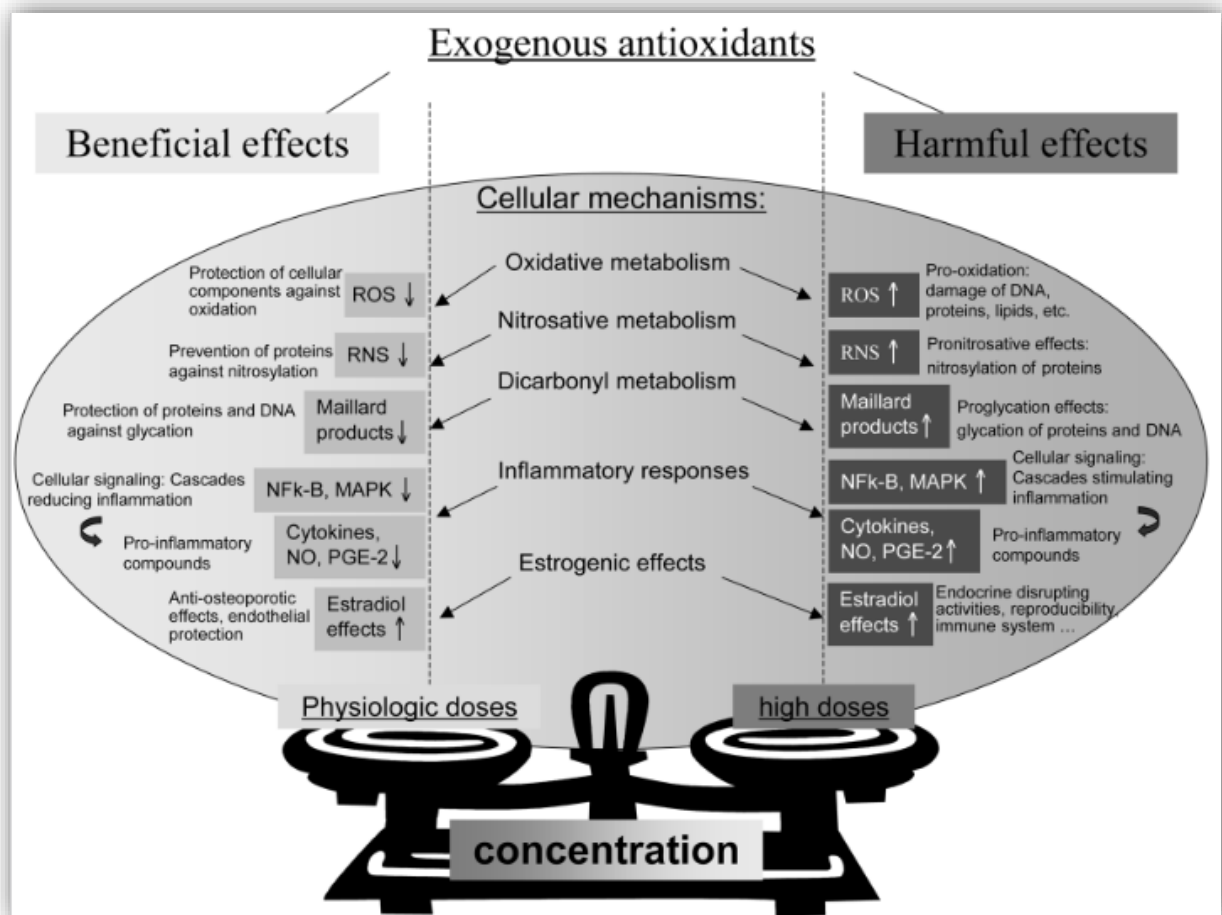 Exogenous antioxidants
Beneficial effects
Harmful effects
Cellular mechanisms:
Oxidative metabolism
Protection of cellular
components against
oxidation
ROS ↓
ROS ↑
Pro-oxidation:
damage of DNA,
proteins, lipids, etc.
Nitrosative metabolism
Prevention of proteins
against nitrosylation
RNS ↓
RNS ↑
Pronitrosative effects:
nitrosylation of proteins
Dicarbonyl metabolism
Protection of proteins and DNA
against glycation
Maillard
products ↓
Maillard
products ↑
Proglycation effects:
glycation of proteins and DNA
Inflammatory responses
Cellular signaling: Cascades
reducing inflammation
NFk-B, MAPK ↓
NFk-B, MAPK ↑
Cellular signaling:
Cascades stimulating
inflammation
Pro-inflammatory
compounds
Cytokines,
NO, PGE-2 ↓
Cytokines,
NO, PGE-2 ↑
Pro-inflammatory
compounds
Estrogenic effects
Anti-osteoporotic
effects, endothelial
protection
Estradiol
effects ↑
Estradiol
effects ↑
Endocrine disrupting
activities, reproducibility,
immune system ...
Physiologic doses
high doses
concentration